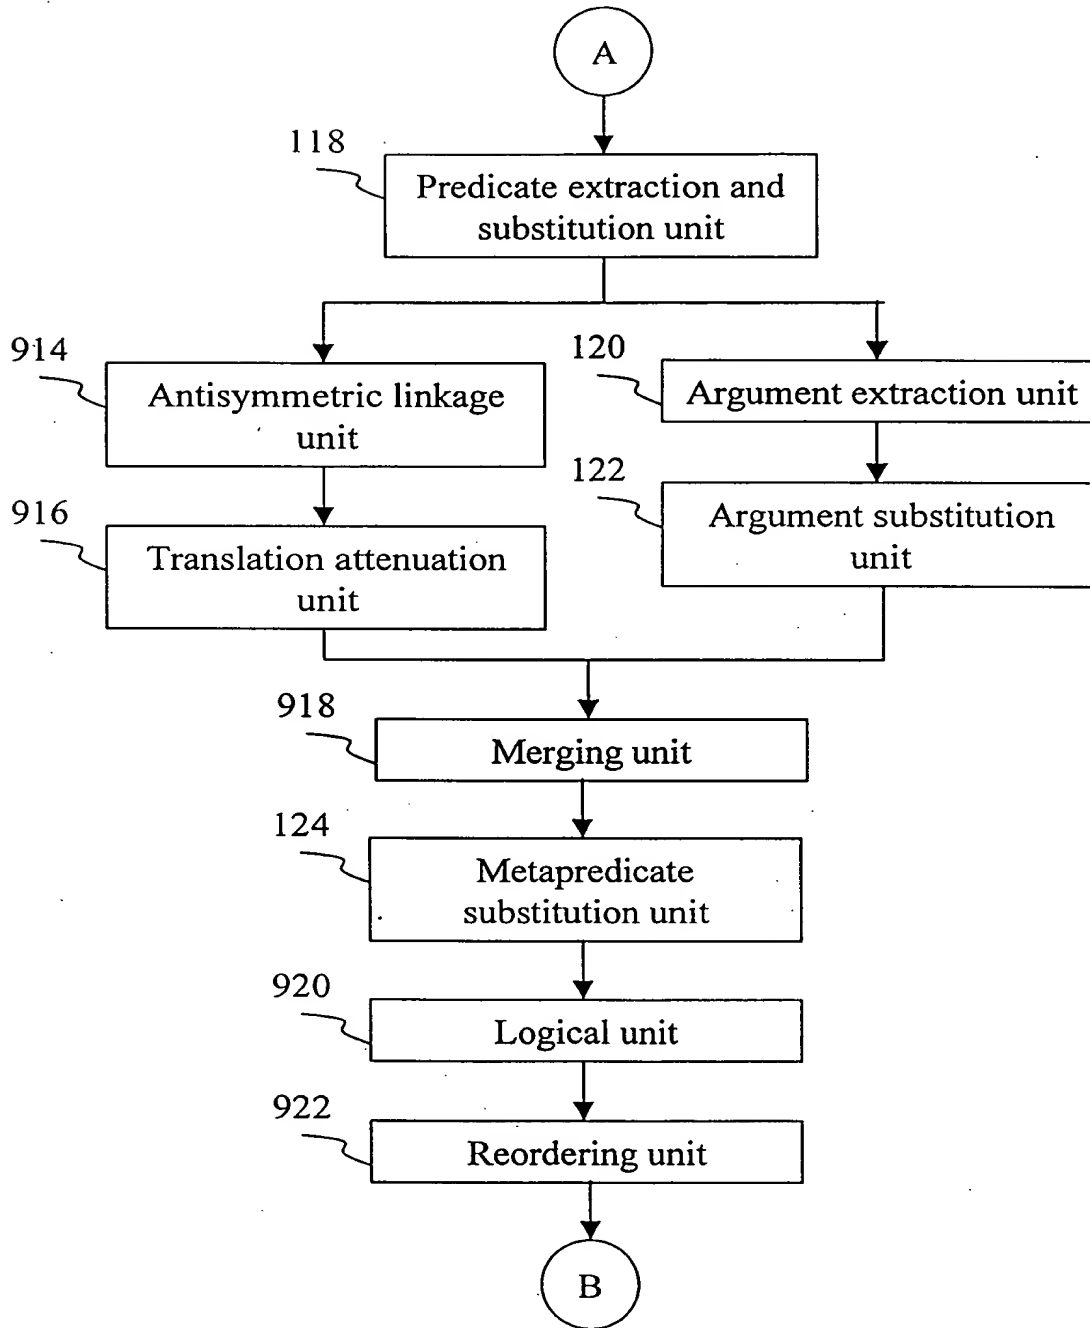 A
118
Predicate extraction and
substitution unit
914
Antisymmetric linkage
unit
120
Argument extraction unit
122
Argument substitution
unit
916
Translation attenuation
unit
918
Merging unit
124
Metapredicate
substitution unit
920
Logical unit
922
Reordering unit
B